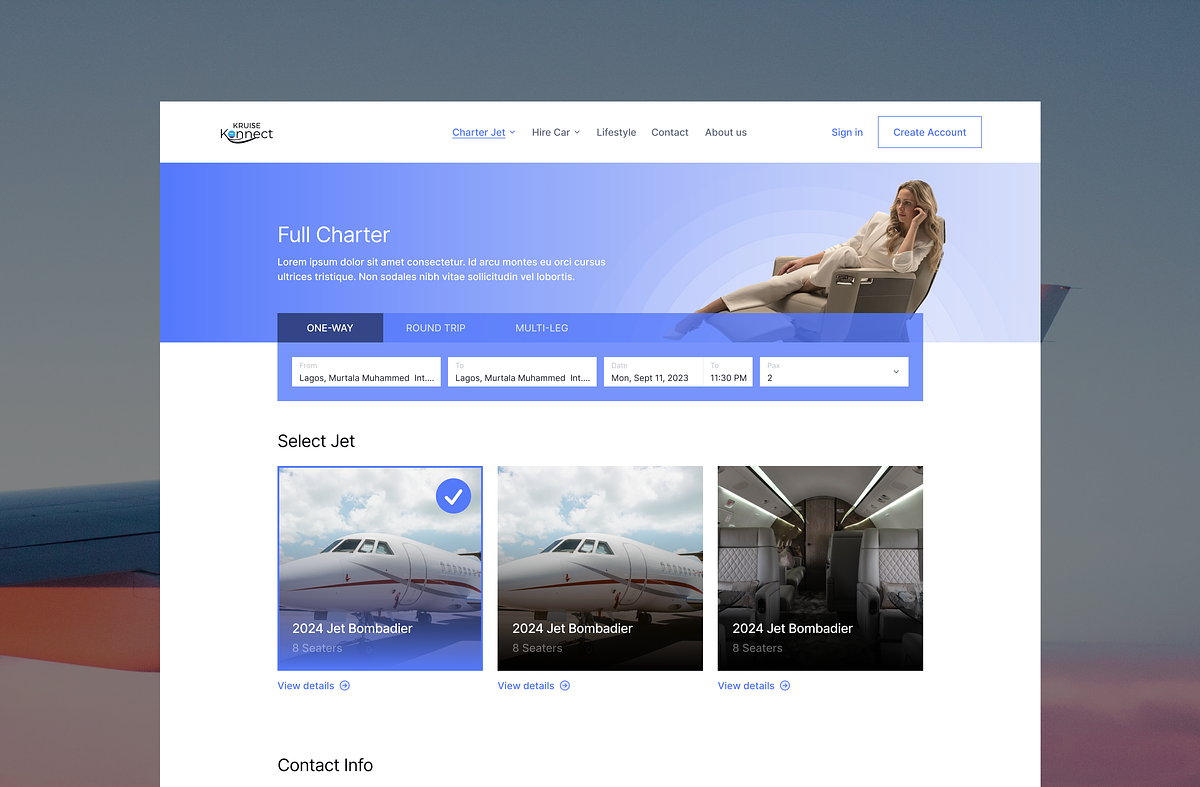 KRUISE
Konnect
Charter Jet
Hire Car
Lifestyle
Contact
About us
Sign in
Create Account
Full Charter
Lorem ipsum dolor sit amet consectetur. Id arcu montes eu orci cursus
ultrices tristique. Non sodales nibh vitae sollicitudin vel lobortis.
ONE-WAY
ROUND TRIP
MULTI-LEG
From
Lagos, Murtala Muhammed Int....
To
Lagos, Murtala Muhammed Int....
Date
Mon, Sept 11, 2023
To
11:30 PM
Pax
2
Select Jet
2024 Jet Bombadier
8 Seaters
View details
2024 Jet Bombadier
8 Seaters
View details
2024 Jet Bombadier
8 Seaters
View details
Contact Info